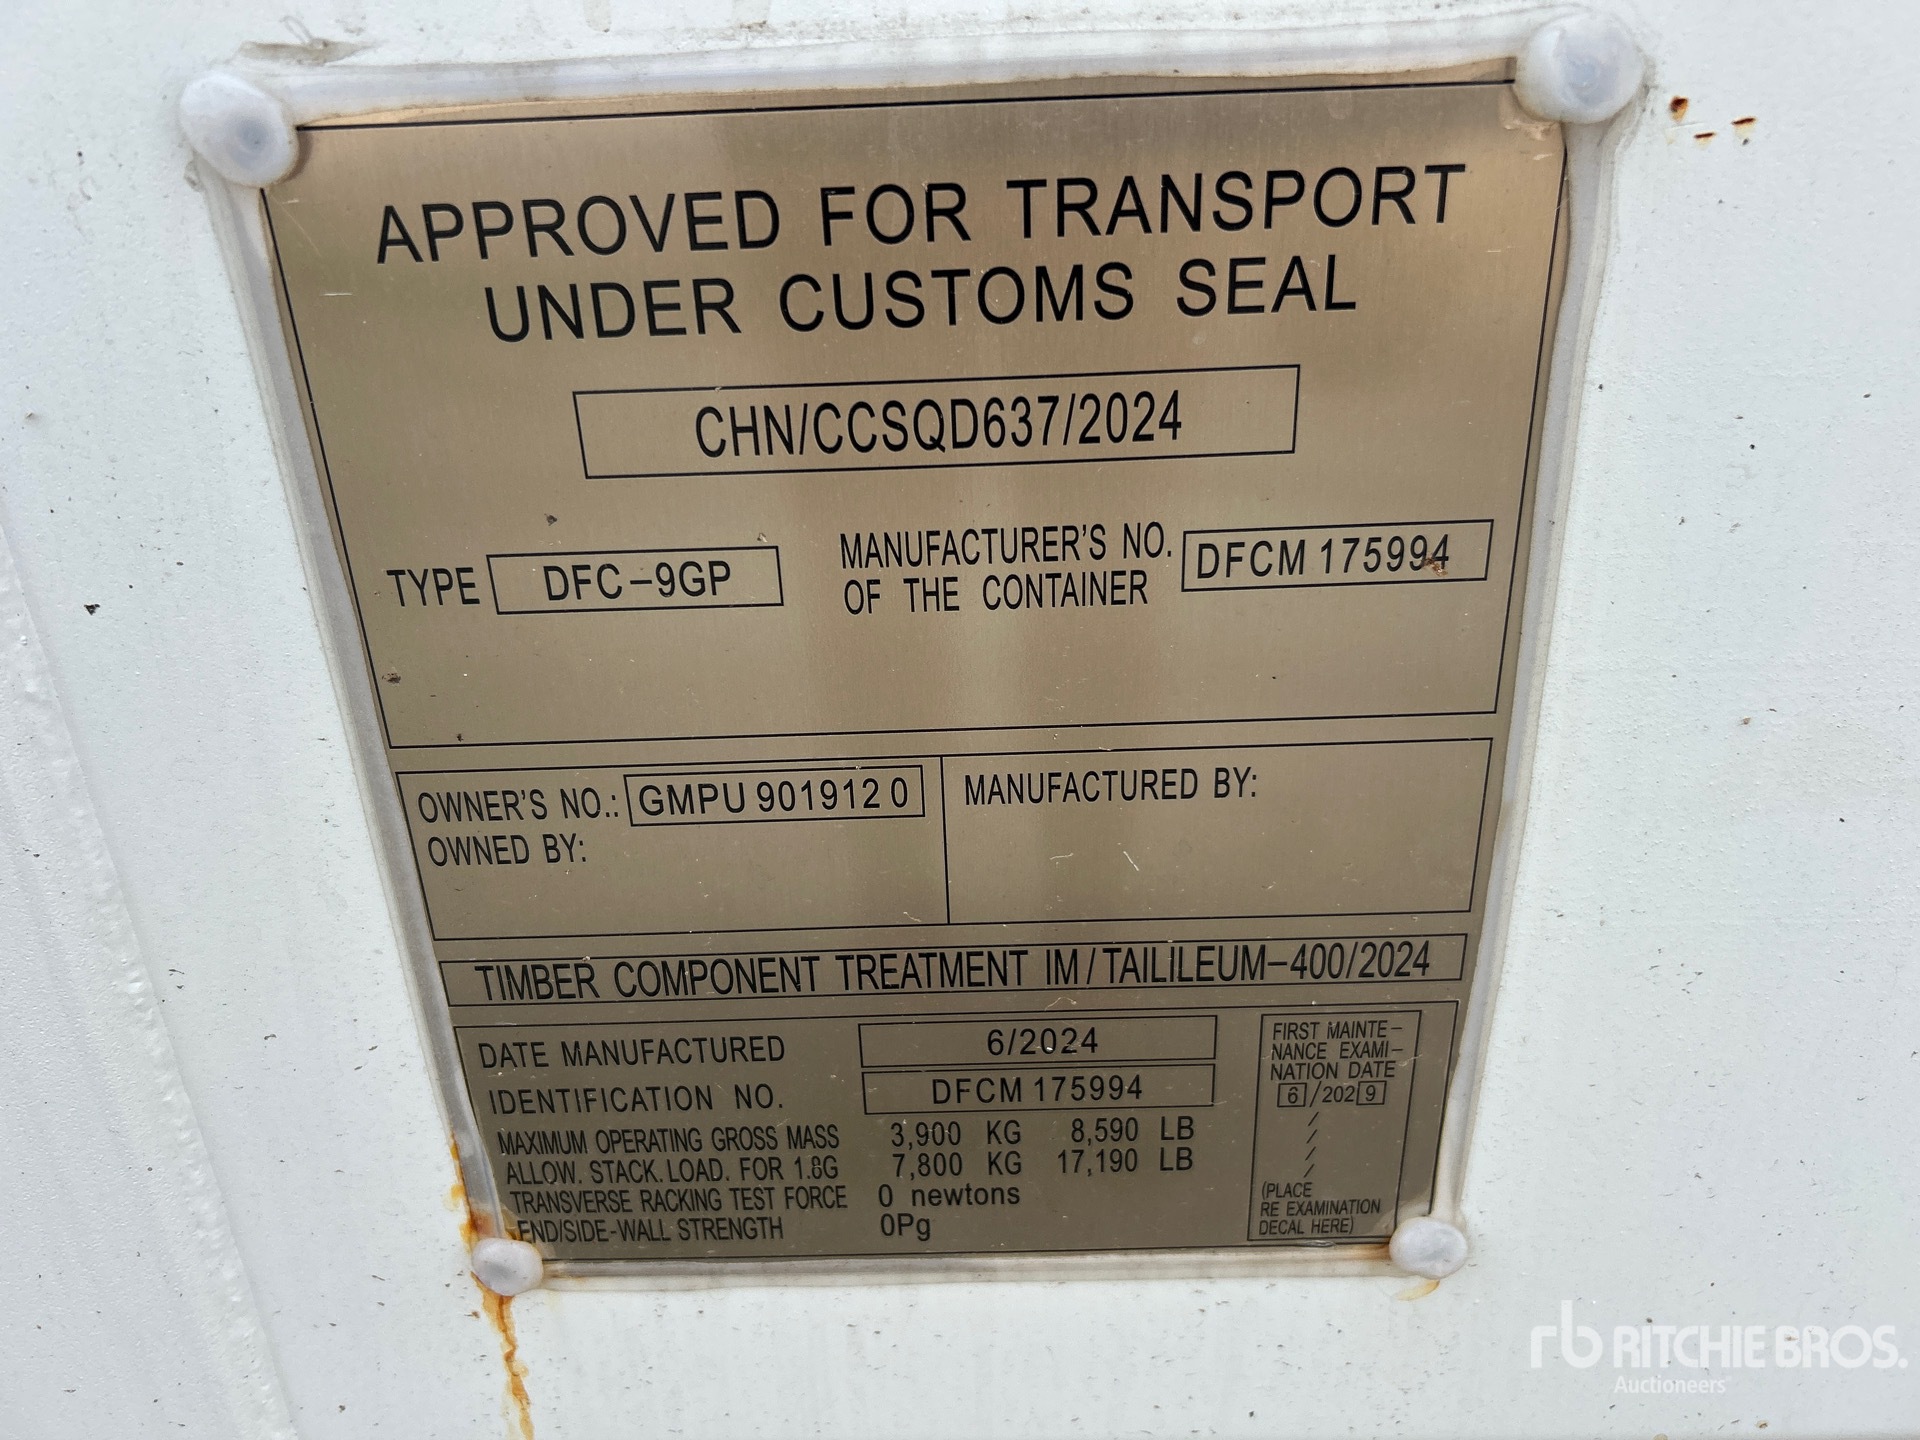 APPROVED FOR TRANSPORT
UNDER CUSTOMS SEAL
CHN/CCSQD637/2024
TYPE DFC-9GP
MANUFACTURER'S NO.
OF THE CONTAINER
DFCM 175994
OWNER'S NO.: GMPU 901912 0
OWNED BY:
MANUFACTURED BY:
TIMBER COMPONENT TREATMENT IM/TAILILEUM-400/2024
DATE MANUFACTURED 6/2024
IDENTIFICATION NO. DFCM 175994
MAXIMUM OPERATING GROSS MASS 3,900 KG 8,590 LB
ALLOW. STACK. LOAD. FOR 1.8G 7,800 KG 17,190 LB
TRANSVERSE RACKING TEST FORCE 0 newtons
END/SIDE-WALL STRENGTH 0Pg
FIRST MAINTE-
NANCE EXAMI-
NATION DATE
6/2029
/
/
/
(PLACE
RE EXAMINATION
DECAL HERE)
rb RITCHIE BROS.
Auctioneers